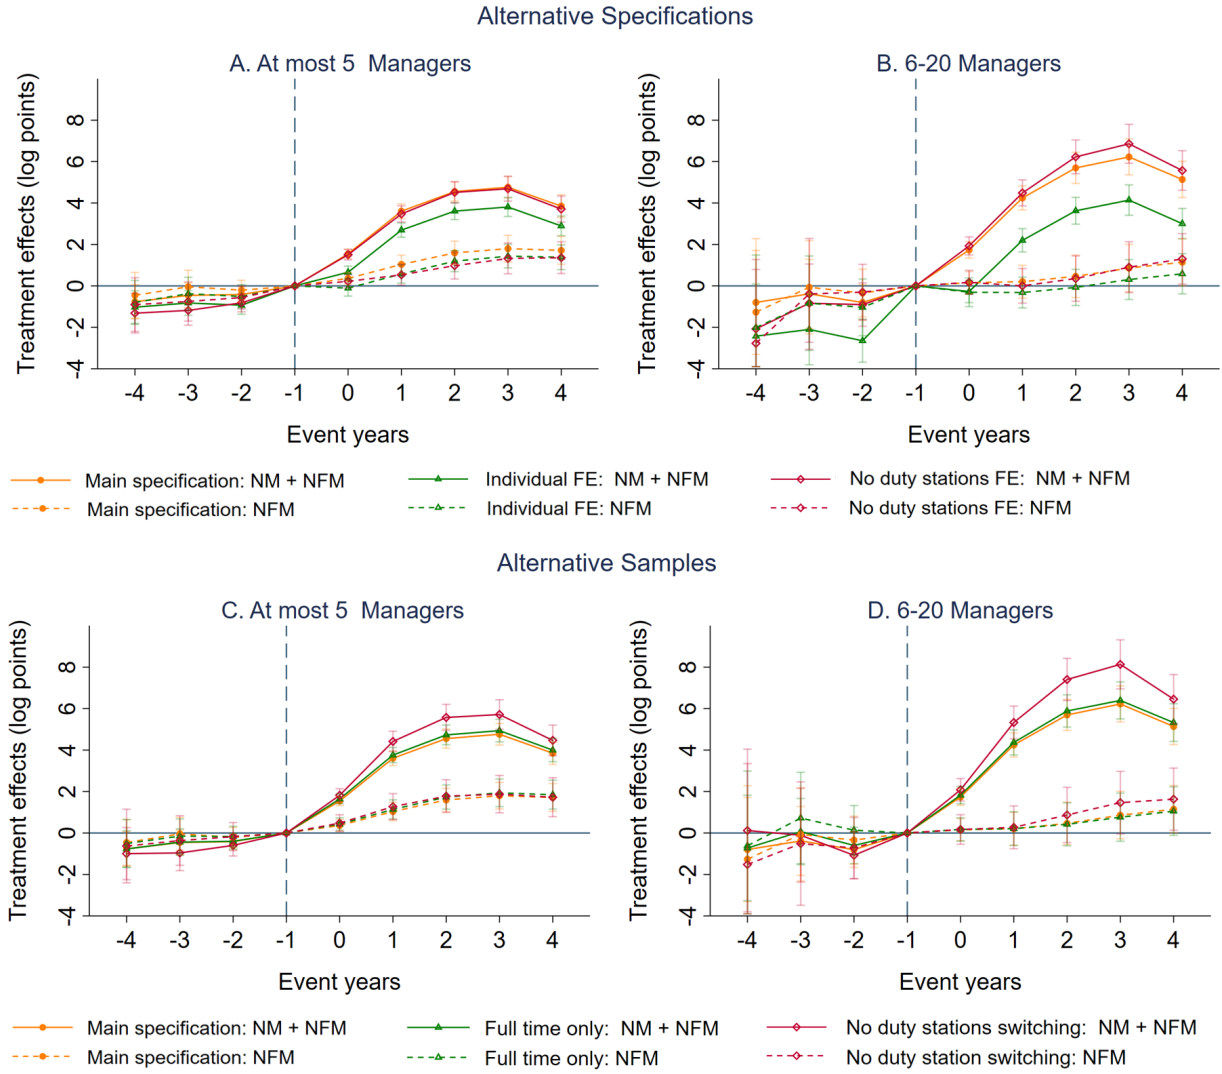 Alternative Specifications
A. At most 5  Managers
Treatment effects (log points)
8
6
4
2
0
-2
-4
-4 -3 -2 -1 0 1 2 3 4
Event years
B. 6-20 Managers
Treatment effects (log points)
8
6
4
2
0
-2
-4
-4 -3 -2 -1 0 1 2 3 4
Event years
Main specification: NM + NFM
Individual FE:  NM + NFM
No duty stations FE:  NM + NFM
Main specification: NFM
Individual FE: NFM
No duty stations FE: NFM
Alternative Samples
C. At most 5  Managers
Treatment effects (log points)
8
6
4
2
0
-2
-4
-4 -3 -2 -1 0 1 2 3 4
Event years
D. 6-20 Managers
Treatment effects (log points)
8
6
4
2
0
-2
-4
-4 -3 -2 -1 0 1 2 3 4
Event years
Main specification: NM + NFM
Full time only:  NM + NFM
No duty stations switching:  NM + NFM
Main specification: NFM
Full time only: NFM
No duty station switching: NFM